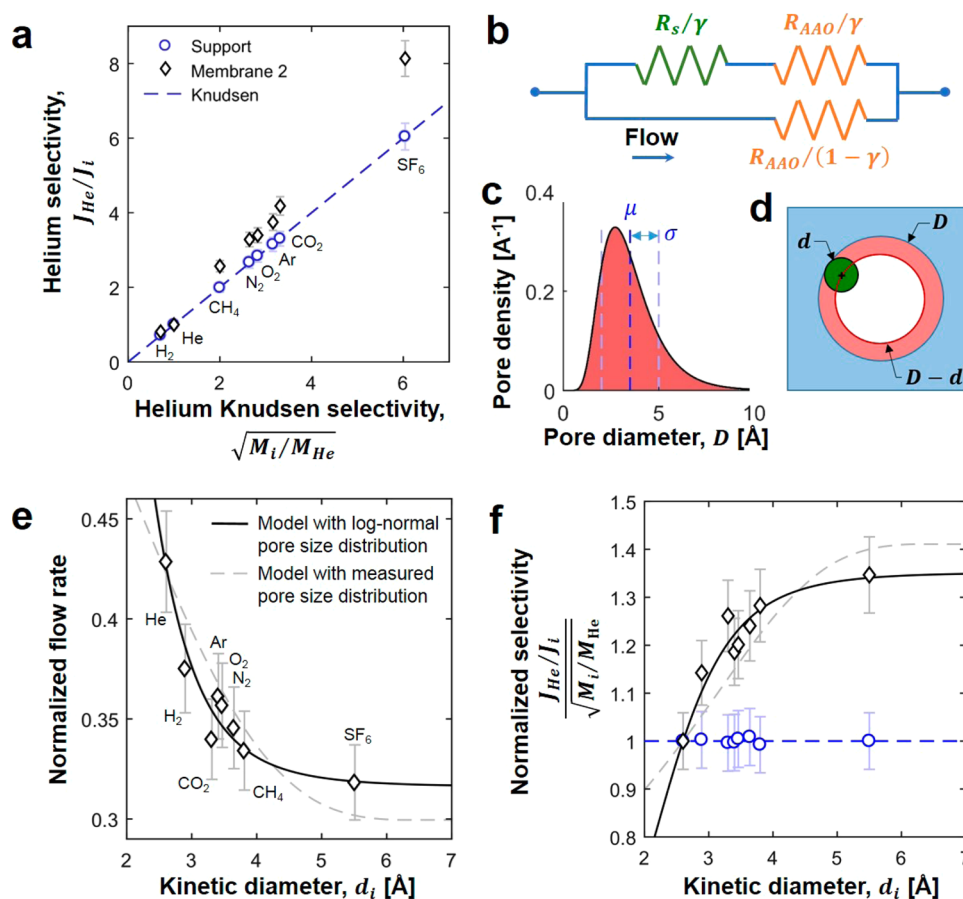 a
Support
Membrane 2
Knudsen
Helium selectivity,
J_He/J_i
8
6
4
2
0
SF6
CO2
Ar
O2
N2
CH4
He
H2
0 2 4 6
Helium Knudsen selectivity,
√(M_i/M_He)
b
R_s/γ R_AAO/γ
Flow
R_AAO/(1 − γ)
c
Pore density [A⁻¹]
0.4
0.2
0
μ
σ
0 5 10
Pore diameter, D [Å]
d
d
D
D − d
e
Normalized flow rate
0.45
0.4
0.35
0.3
Model with log-normal
pore size distribution
Model with measured
pore size distribution
He
H2
Ar
O2
N2
CO2
CH4
SF6
2 3 4 5 6 7
Kinetic diameter, d_i [Å]
f
Normalized selectivity
J_He/J_i
√(M_i/M_He)
1.5
1.4
1.3
1.2
1.1
1.0
0.9
0.8
2 3 4 5 6 7
Kinetic diameter, d_i [Å]